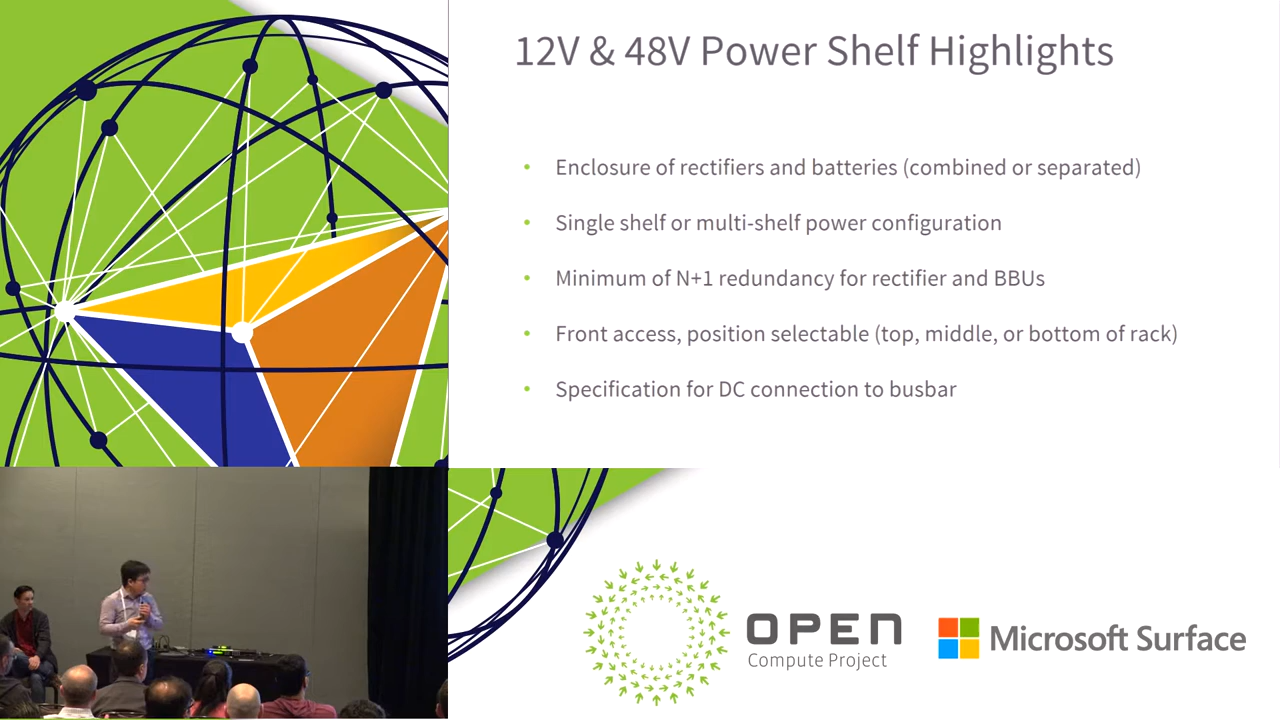 12V & 48V Power Shelf Highlights
• Enclosure of rectifiers and batteries (combined or separated)
• Single shelf or multi-shelf power configuration
• Minimum of N+1 redundancy for rectifier and BBUs
• Front access, position selectable (top, middle, or bottom of rack)
• Specification for DC connection to busbar
OPEN
Compute Project
Microsoft Surface